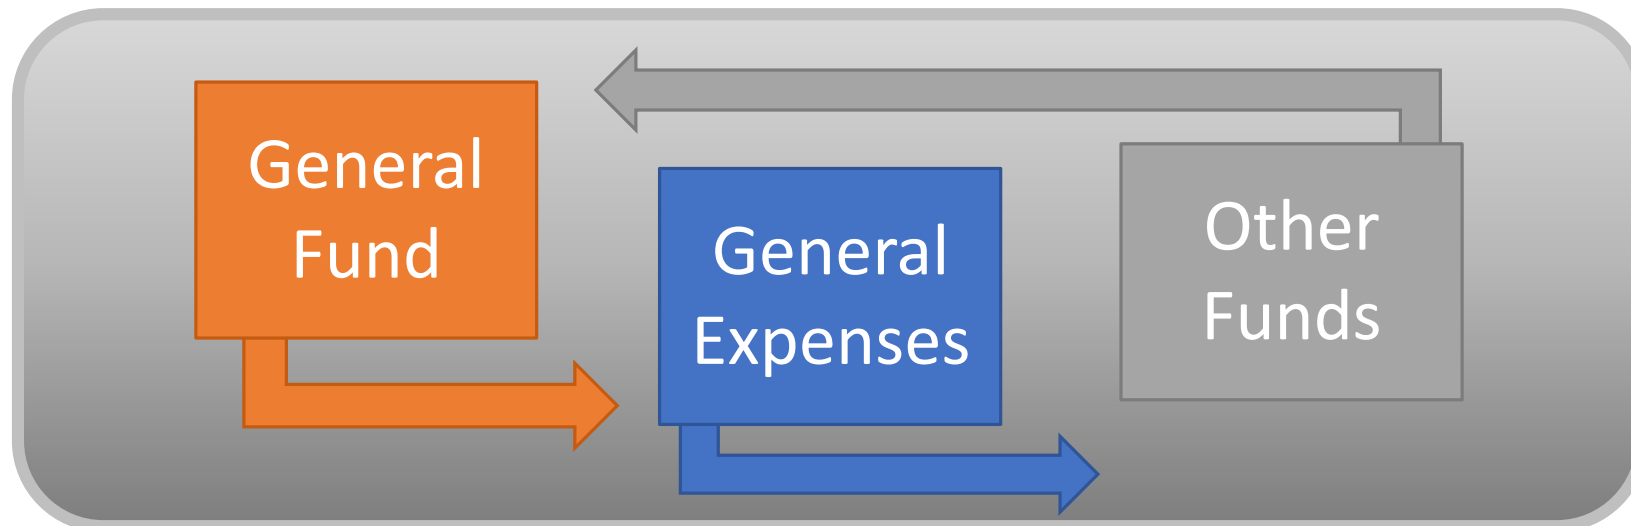 General
Fund
General
Expenses
Other
Funds